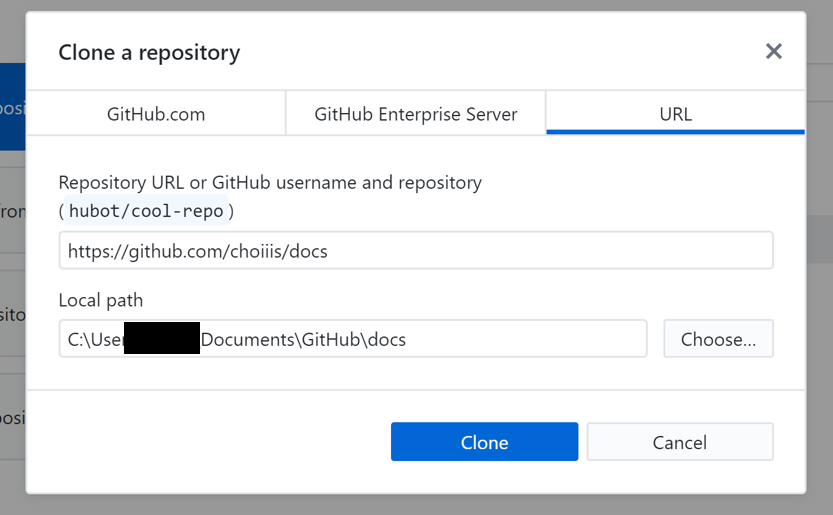 Clone a repository
GitHub.com
GitHub Enterprise Server
URL
Repository URL or GitHub username and repository
(hubot/cool-repo)
https://github.com/choiiis/docs
Local path
C:\User Documents\GitHub\docs
Choose...
Clone
Cancel